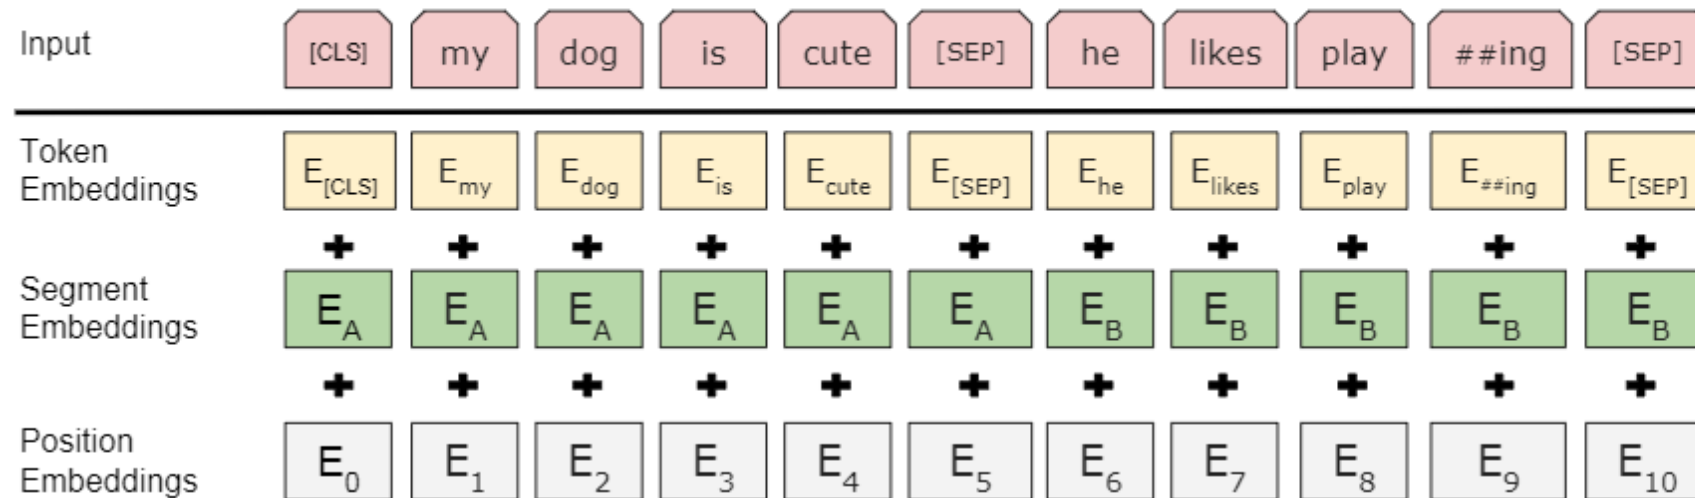 Input [CLS] my dog is cute [SEP] he likes play ##ing [SEP]
Token
Embeddings E[CLS] Emy Edog Eis Ecute E[SEP] Ehe Elikes Eplay E##ing E[SEP]
+ + + + + + + + + + +
Segment
Embeddings EA EA EA EA EA EA EB EB EB EB EB
+ + + + + + + + + + +
Position
Embeddings E0 E1 E2 E3 E4 E5 E6 E7 E8 E9 E10